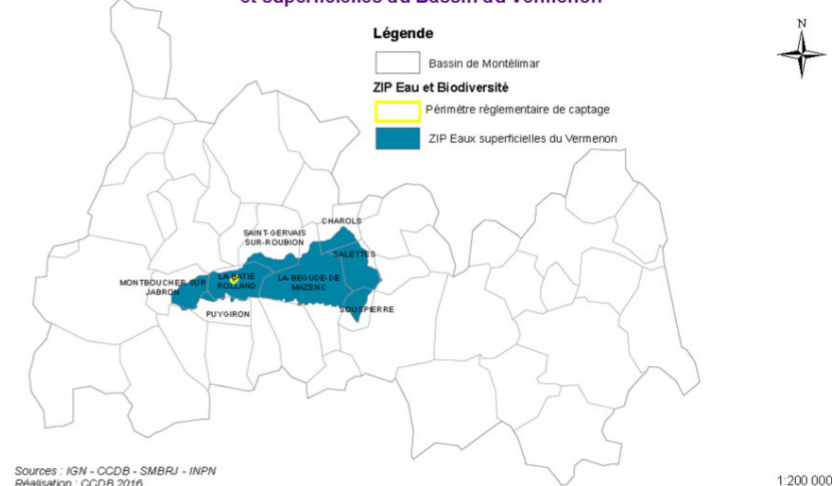 et superficielles du Bassin du Vermenon
Légende
N
Bassin de Montélimar
ZIP Eau et Biodiversité
Périmètre réglementaire de captage
ZIP Eaux superficielles du Vermenon
CHAROLS
SAINT-GERVAIS
SUR-ROUBION
SALETTES
MONTBOUCHER-SUR
JABRON
LA-BATIE
ROLLAND
LA-BEGUDE-DE
MAZENC
SOUSPIERRE
PUYGIRON
Sources : IGN - CCDB - SMBRJ - INPN
Réalisation : CCDB 2016
1:200 000